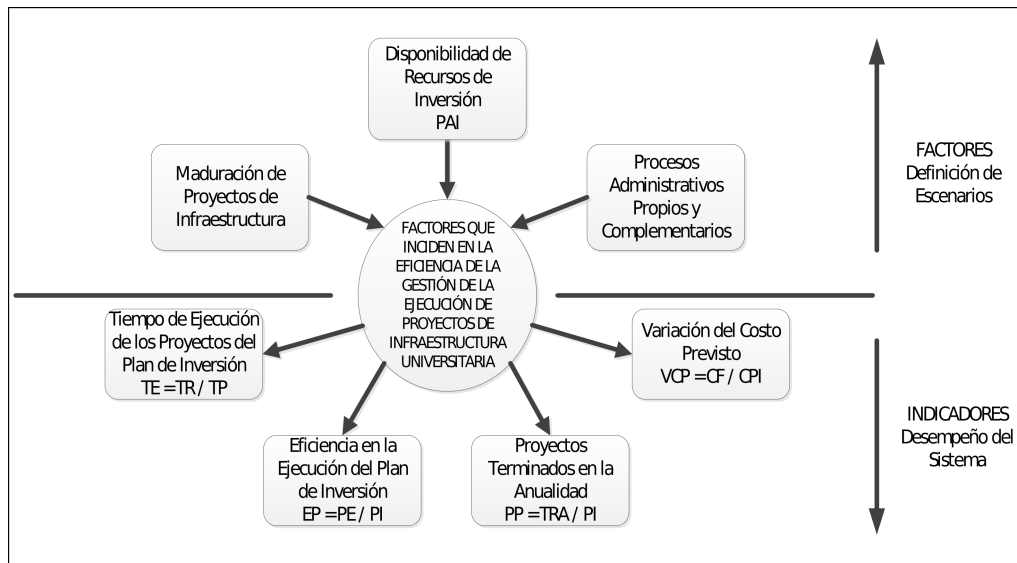 Disponibilidad de
Recursos de
Inversión
PAI
Maduración de
Proyectos de
Infraestructura
Procesos
Administrativos
Propios y
Complementarios
FACTORES
Definición de
Escenarios
FACTORES QUE
INCIDEN EN LA
EFICIENCIA DE LA
GESTIÓN DE LA
EJECUCIÓN DE
PROYECTOS DE
INFRAESTRUCTURA
UNIVERSITARIA
Tiempo de Ejecución
de los Proyectos del
Plan de Inversión
TE = TR / TP
Variación del Costo
Previsto
VCP = CF / CPI
Eficiencia en la
Ejecución del Plan
de Inversión
EP = PE / PI
Proyectos
Terminados en la
Anualidad
PP = TRA / PI
INDICADORES
Desempeño del
Sistema